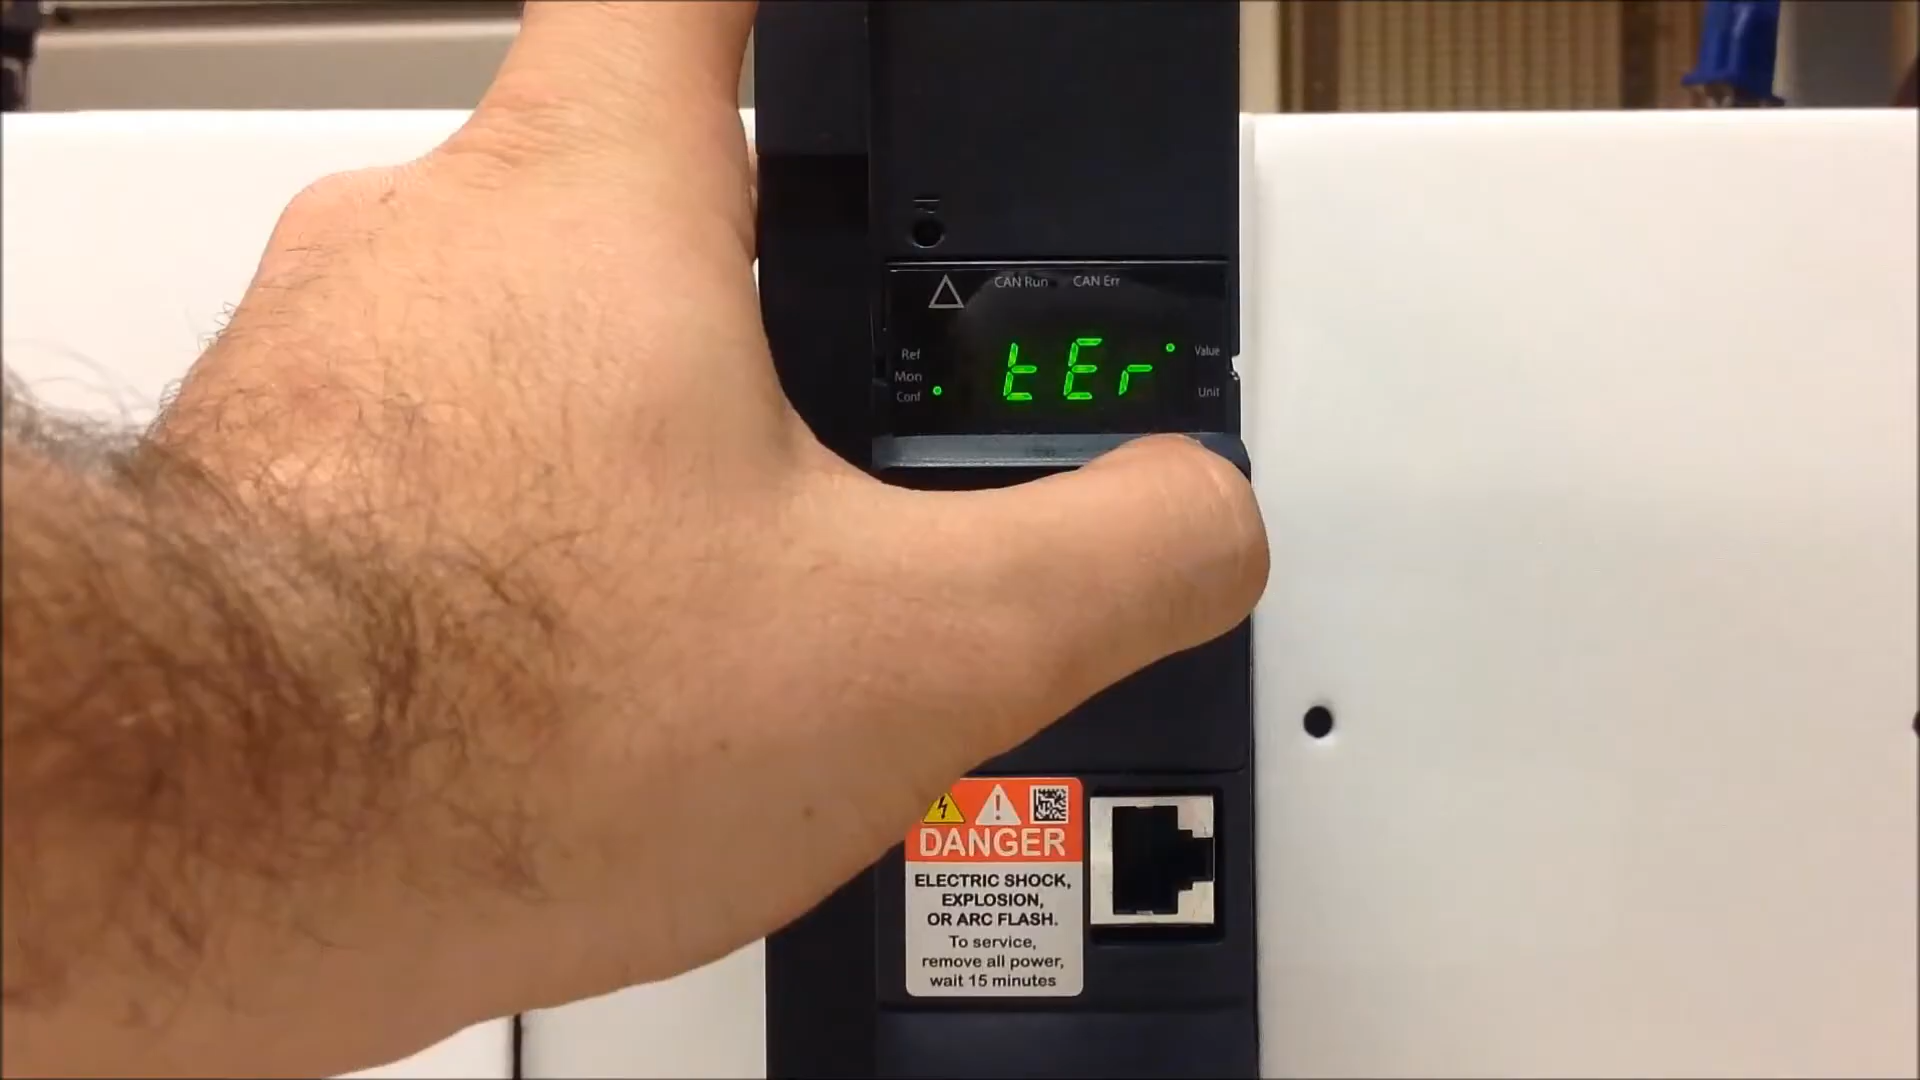 CAN Run CAN Err
Ref
Mon
Conf
tEr
Value
Unit
DANGER
ELECTRIC SHOCK,
EXPLOSION,
OR ARC FLASH.
To service,
remove all power,
wait 15 minutes